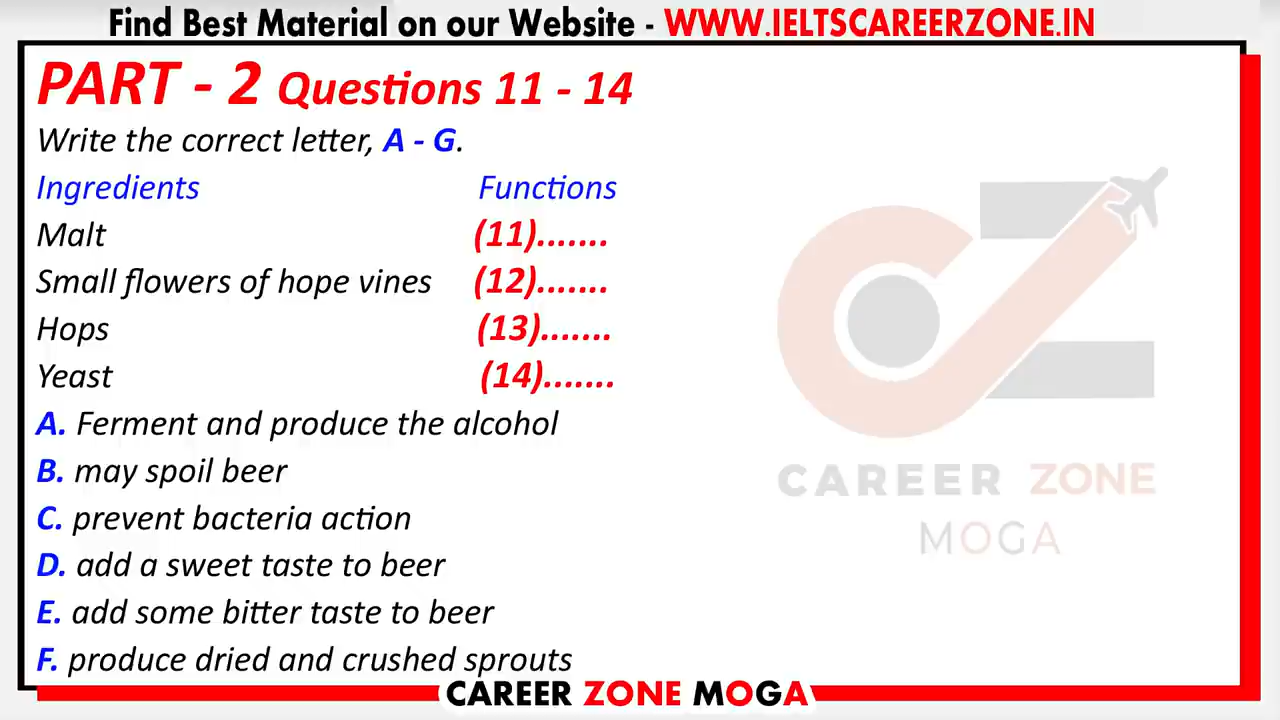 Find Best Material on our Website - WWW.IELTSCAREERZONE.IN
PART - 2 Questions 11 - 14
Write the correct letter, A - G.
Ingredients Functions
Malt (11).......
Small flowers of hope vines (12).......
Hops (13).......
Yeast (14).......
A. Ferment and produce the alcohol
B. may spoil beer
C. prevent bacteria action
D. add a sweet taste to beer
E. add some bitter taste to beer
F. produce dried and crushed sprouts
CAREER ZONE
MOGA
CAREER ZONE MOGA